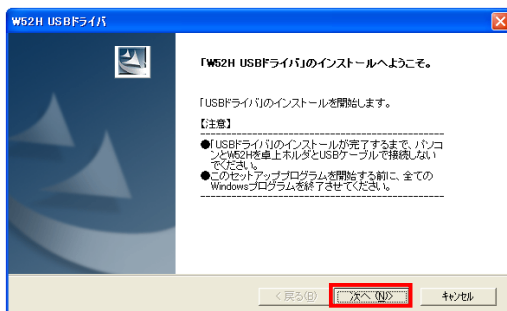 W52H USBドライバ
「W52H USBドライバ」のインストールへようこそ。
「USBドライバ」のインストールを開始します。
【注意】
●「USBドライバ」のインストールが完了するまで、パソコ
ンとW52Hを卓上ホルダとUSBケーブルで接続しない
でください。
●このセットアッププログラムを開始する前に、全ての
Windowsプログラムを終了させてください。
< 戻る(B)
次へ (N)>
キャンセル